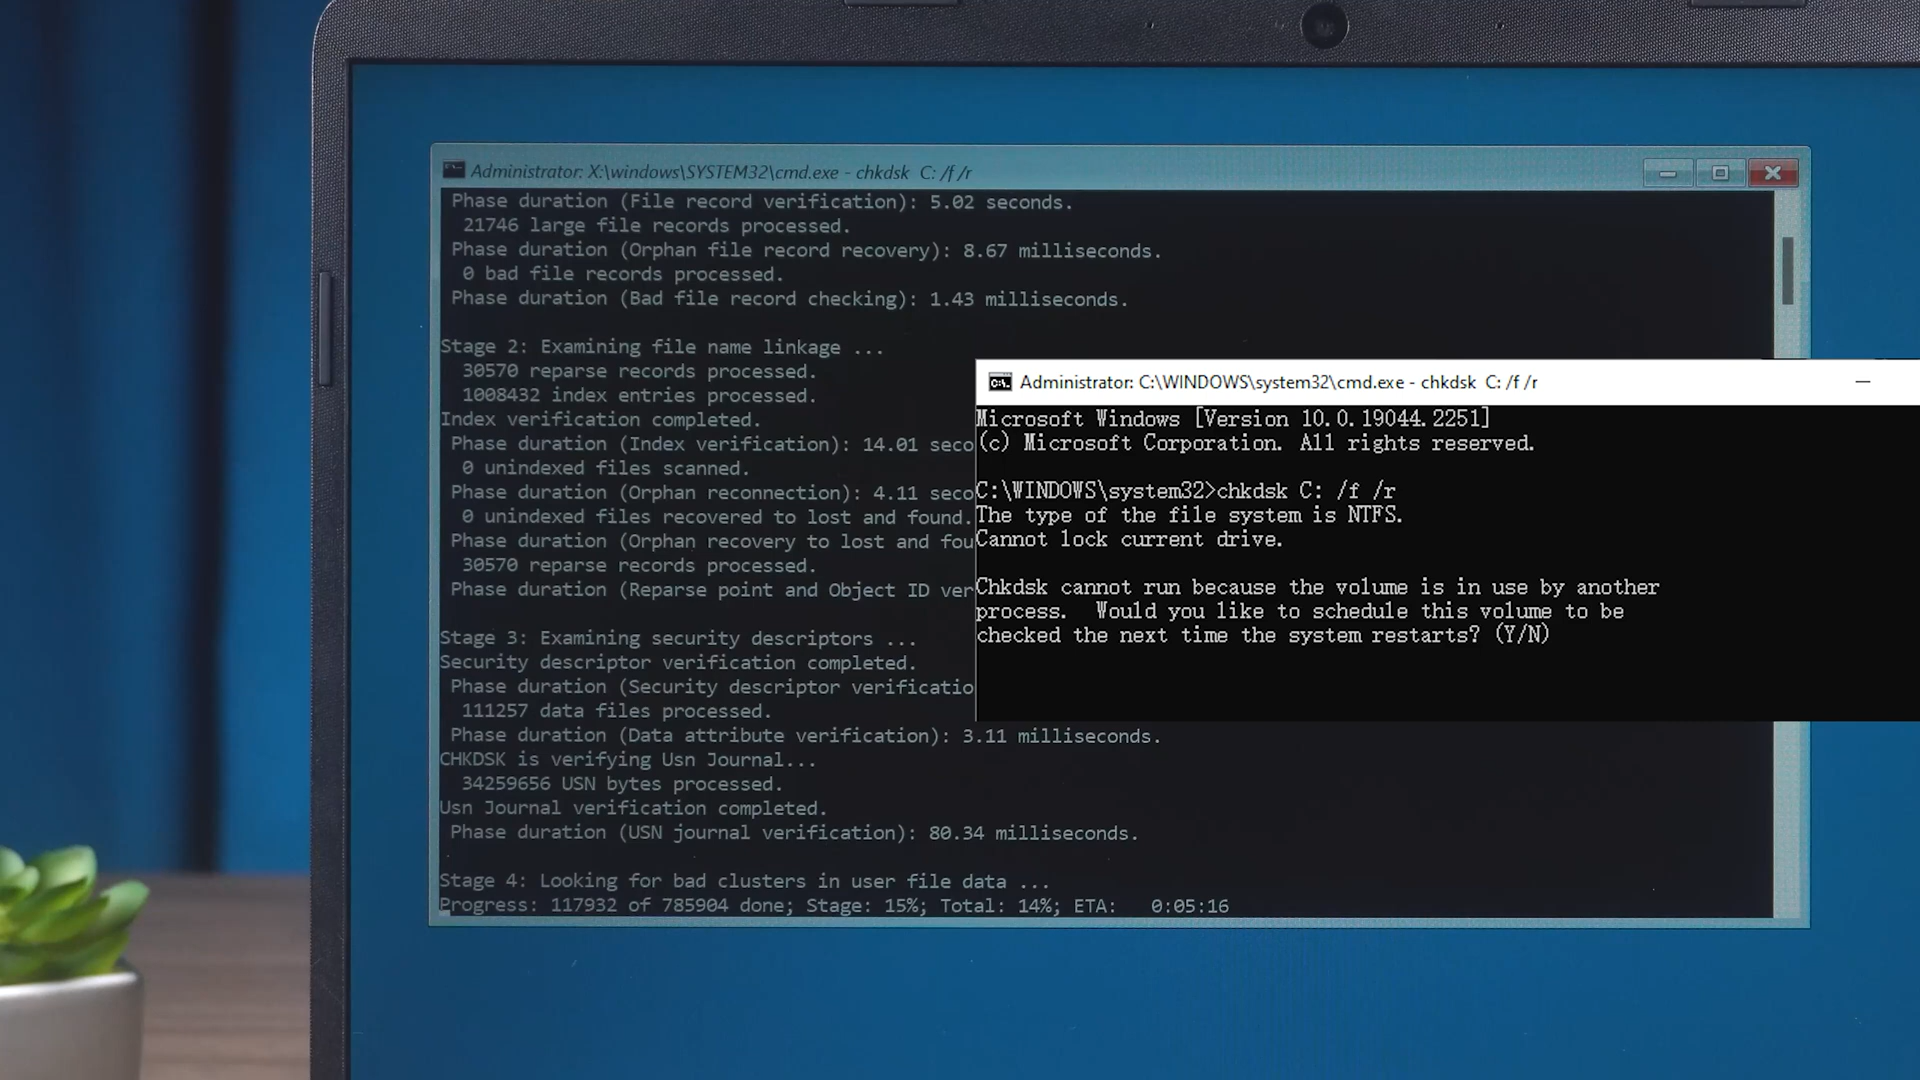 Administrator: X:\windows\SYSTEM32\cmd.exe - chkdsk  C: /f /r
Phase duration (File record verification): 5.02 seconds.
21746 large file records processed.
Phase duration (Orphan file record recovery): 8.67 milliseconds.
0 bad file records processed.
Phase duration (Bad file record checking): 1.43 milliseconds.
Stage 2: Examining file name linkage ...
30570 reparse records processed.
1008432 index entries processed.
Index verification completed.
Phase duration (Index verification): 14.01 seco
0 unindexed files scanned.
Phase duration (Orphan reconnection): 4.11 seco
0 unindexed files recovered to lost and found.
Phase duration (Orphan recovery to lost and fou
30570 reparse records processed.
Phase duration (Reparse point and Object ID ver
Stage 3: Examining security descriptors ...
Security descriptor verification completed.
Phase duration (Security descriptor verificatio
111257 data files processed.
Phase duration (Data attribute verification): 3.11 milliseconds.
CHKDSK is verifying Usn Journal...
34259656 USN bytes processed.
Usn Journal verification completed.
Phase duration (USN journal verification): 80.34 milliseconds.
Stage 4: Looking for bad clusters in user file data ...
Progress: 117932 of 785904 done; Stage: 15%; Total: 14%; ETA:   0:05:16
Administrator: C:\WINDOWS\system32\cmd.exe - chkdsk  C: /f /r
Microsoft Windows [Version 10.0.19044.2251]
(c) Microsoft Corporation. All rights reserved.
C:\WINDOWS\system32>chkdsk C: /f /r
The type of the file system is NTFS.
Cannot lock current drive.
Chkdsk cannot run because the volume is in use by another
process.  Would you like to schedule this volume to be
checked the next time the system restarts? (Y/N)